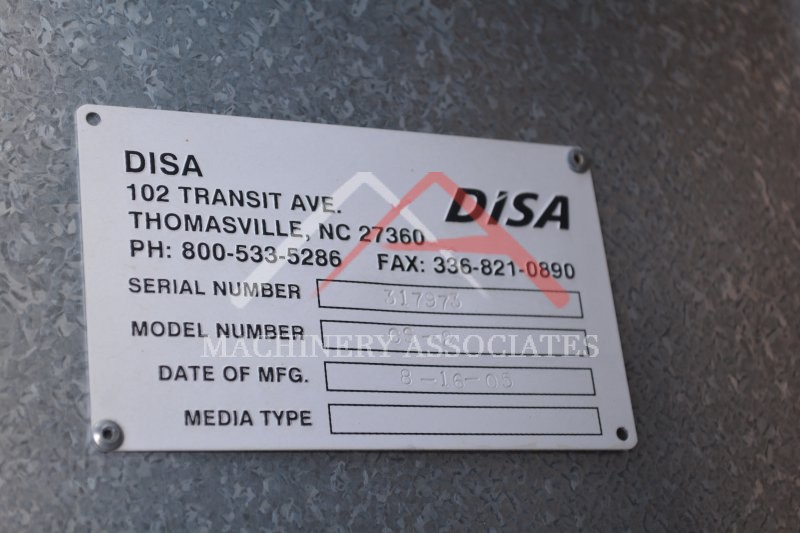 DISA
DISA
102 TRANSIT AVE.
THOMASVILLE, NC 27360
PH: 800-533-5286 FAX: 336-821-0890
SERIAL NUMBER 317973
MODEL NUMBER
MACHINERY ASSOCIATES
DATE OF MFG. 8-16-05
MEDIA TYPE